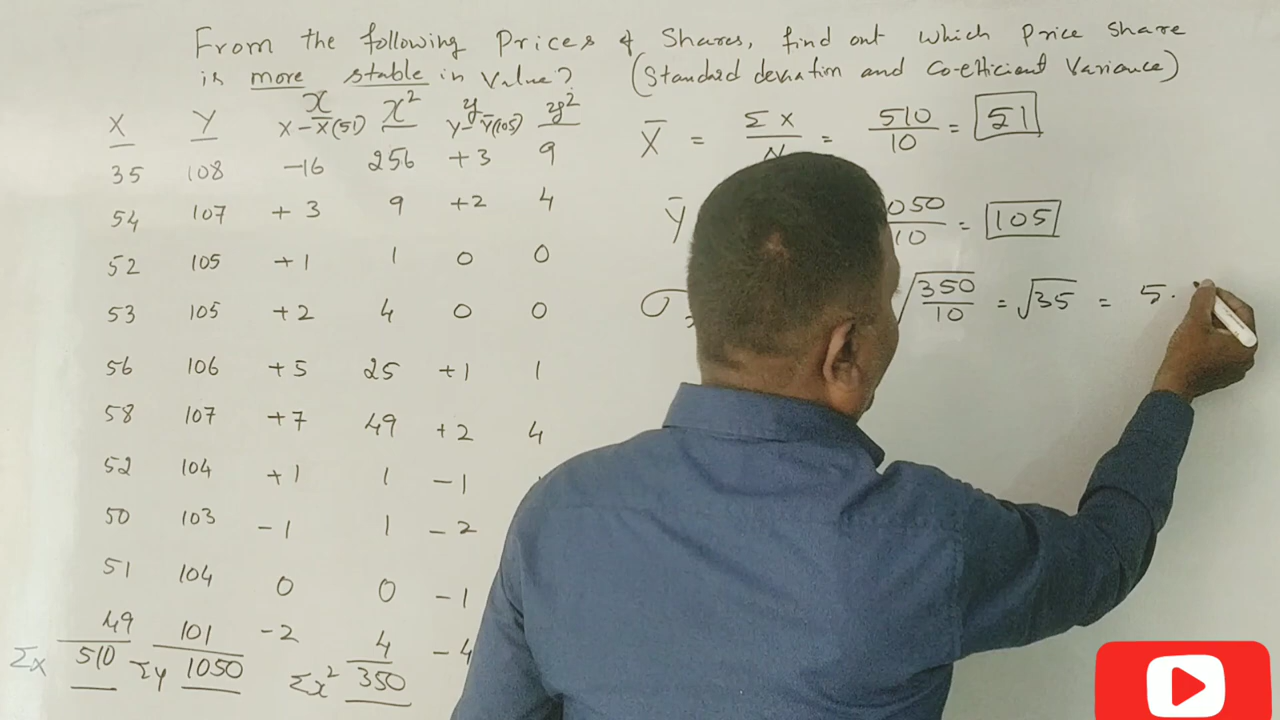 From the following Prices & Shares, find out which price share
is more stable in value? (Standard deviation and Co-efficient Variance)
X Y x x² y y²
X - X̄(51) Y - Ȳ(105)
35 108 -16 256 +3 9
54 107 +3 9 +2 4
52 105 +1 1 0 0
53 105 +2 4 0 0
56 106 +5 25 +1 1
58 107 +7 49 +2 4
52 104 +1 1 -1
50 103 -1 1 -2
51 104 0 0 -1
49 101 -2 4 -4
Σx 510 Σy 1050 Σx² 350
X̄ = ΣX/N = 510/10 = 51
Ȳ 050/10 = 105
σ √350/10 = √35 = 5.